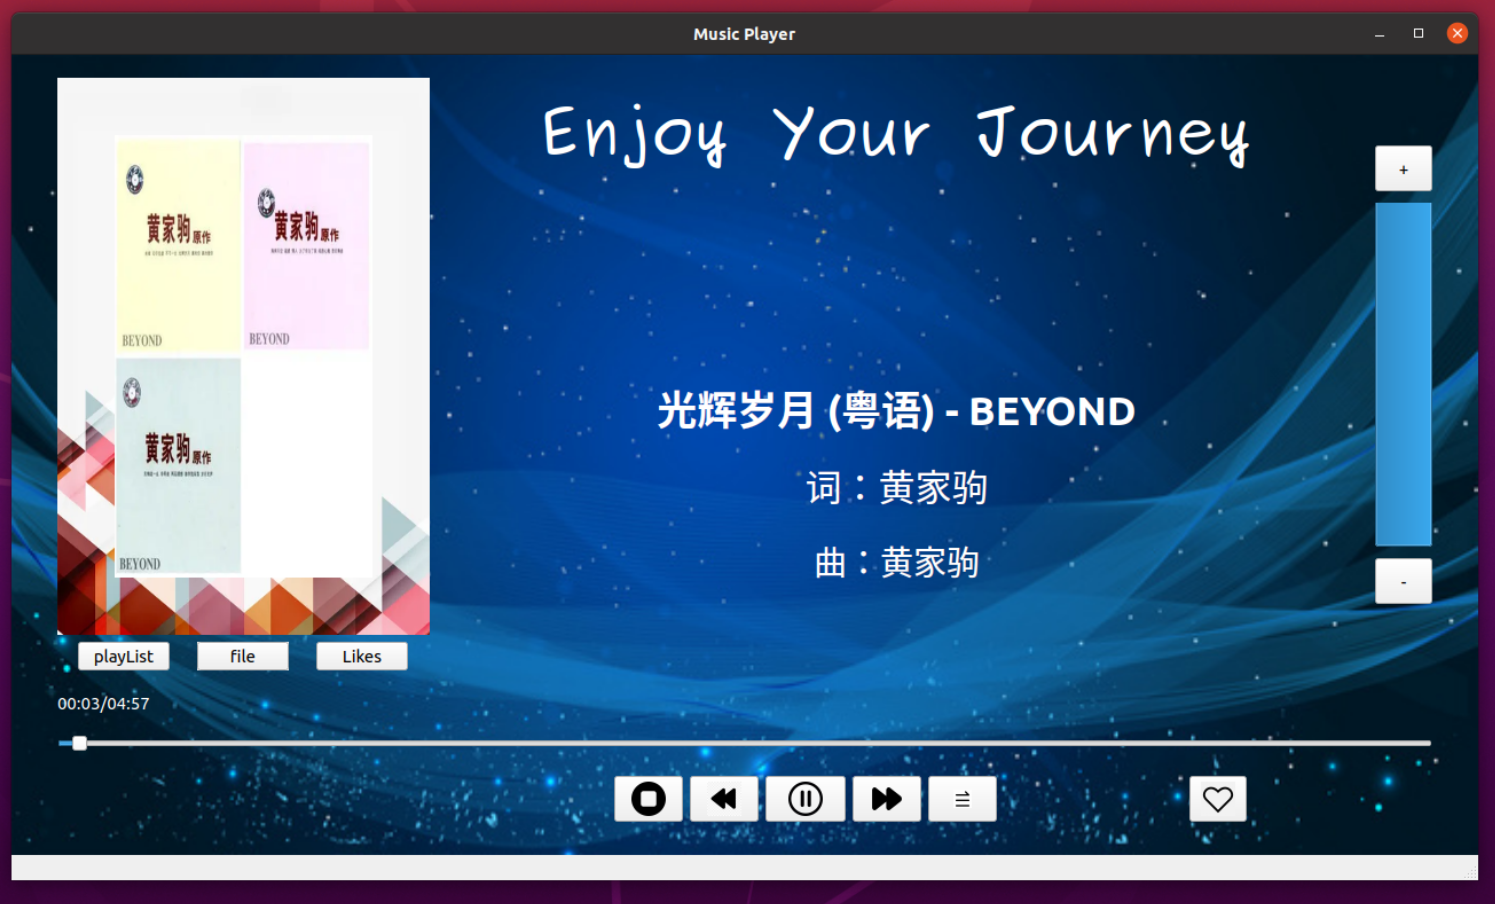 Music Player
Enjoy Your Journey
黄家驹原作
BEYOND
黄家驹原作
BEYOND
黄家驹原作
BEYOND
+
光辉岁月 (粤语) - BEYOND
词：黄家驹
曲：黄家驹
-
playList file Likes
00:03/04:57